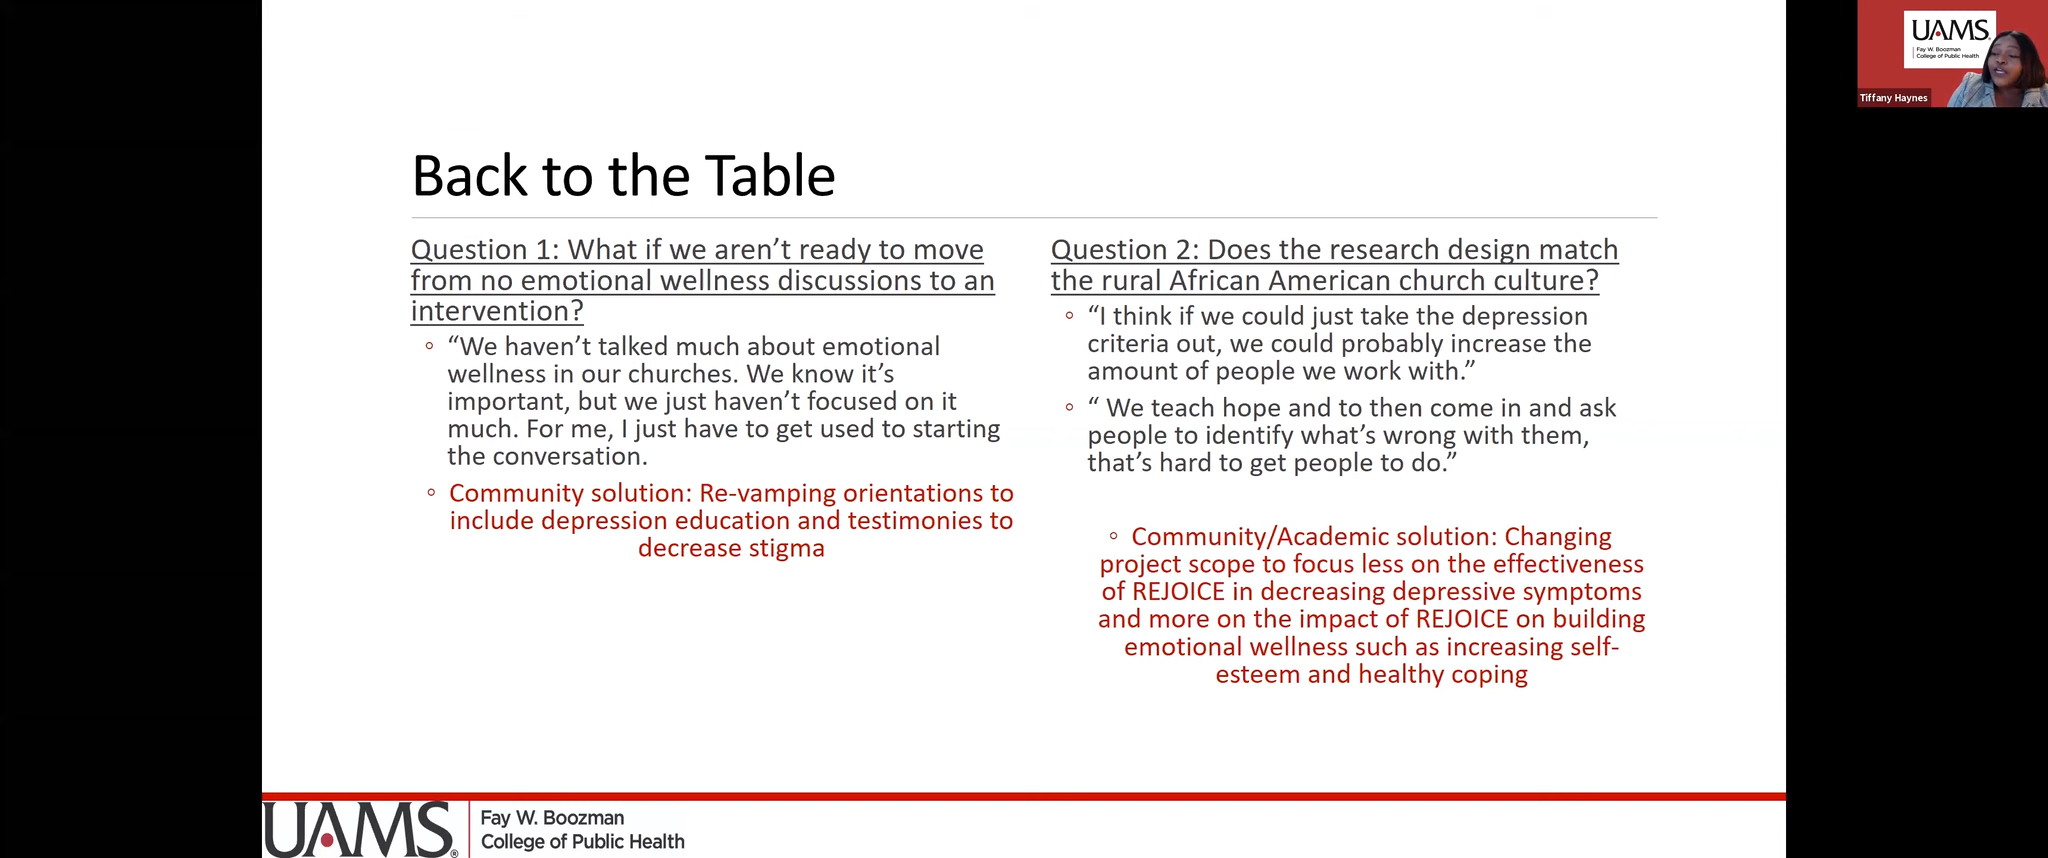 Back to the Table
Question 1: What if we aren’t ready to move
from no emotional wellness discussions to an
intervention?
◦ “We haven’t talked much about emotional
wellness in our churches. We know it’s
important, but we just haven’t focused on it
much. For me, I just have to get used to starting
the conversation.
◦ Community solution: Re-vamping orientations to
include depression education and testimonies to
decrease stigma
Question 2: Does the research design match
the rural African American church culture?
◦ “I think if we could just take the depression
criteria out, we could probably increase the
amount of people we work with.”
◦ “ We teach hope and to then come in and ask
people to identify what’s wrong with them,
that’s hard to get people to do.”
◦ Community/Academic solution: Changing
project scope to focus less on the effectiveness
of REJOICE in decreasing depressive symptoms
and more on the impact of REJOICE on building
emotional wellness such as increasing self-
esteem and healthy coping
UAMS®
Fay W. Boozman
College of Public Health
UAMS
Fay W. Boozman
College of Public Health
Tiffany Haynes